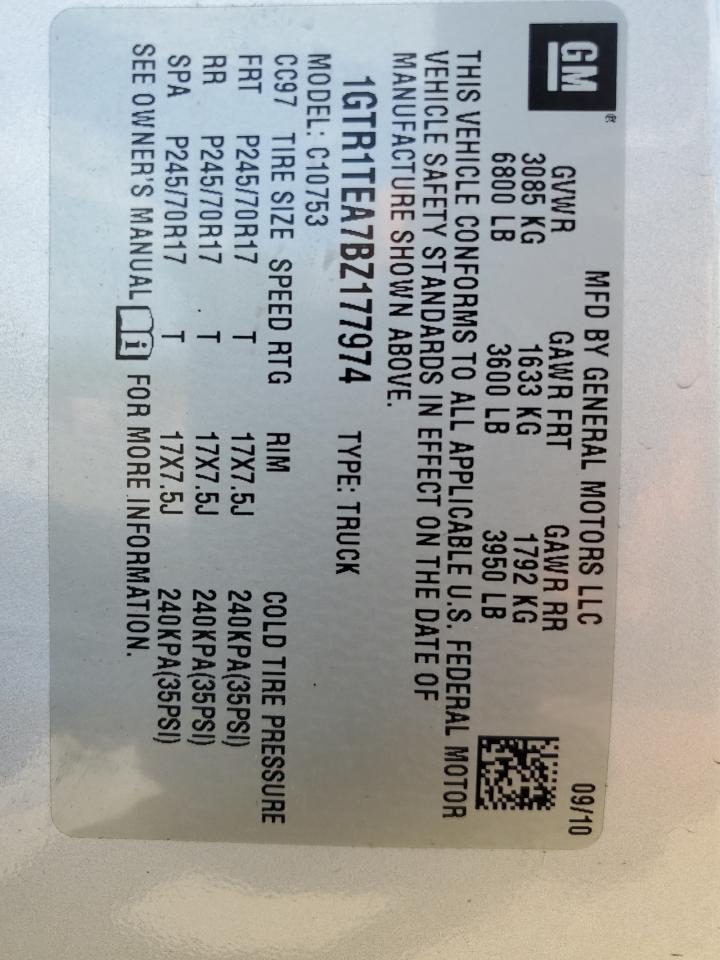 GM®
MFD BY GENERAL MOTORS LLC 09/10
GVWR GAWR FRT GAWR RR
3085 KG 1633 KG 1792 KG
6800 LB 3600 LB 3950 LB
THIS VEHICLE CONFORMS TO ALL APPLICABLE U.S. FEDERAL MOTOR
VEHICLE SAFETY STANDARDS IN EFFECT ON THE DATE OF
MANUFACTURE SHOWN ABOVE.
1GTR1TEA7BZ177974 TYPE: TRUCK
MODEL: C10753
CC97 TIRE SIZE SPEED RTG RIM COLD TIRE PRESSURE
FRT P245/70R17 T 17X7.5J 240KPA(35PSI)
RR P245/70R17 T 17X7.5J 240KPA(35PSI)
SPA P245/70R17 T 17X7.5J 240KPA(35PSI)
SEE OWNER'S MANUAL i FOR MORE INFORMATION.